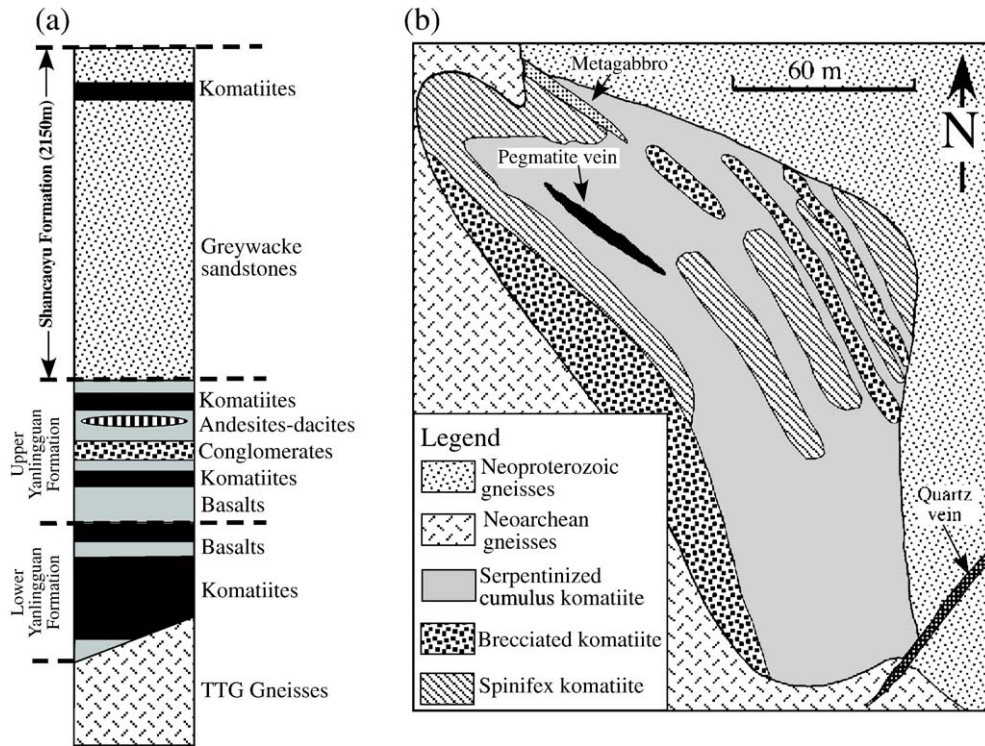 (a)
Shancaoyu Formation (2150m)
Upper
Yanlingguan
Formation
Lower
Yanlingguan
Formation
Komatiites
Greywacke
sandstones
Komatiites
Andesites-dacites
Conglomerates
Komatiites
Basalts
Basalts
Komatiites
TTG Gneisses
(b)
Metagabbro
60 m
N
Pegmatite vein
Quartz
vein
Legend
Neoproterozoic
gneisses
Neoarchean
gneisses
Serpentinized
cumulus komatiite
Brecciated komatiite
Spinifex komatiite